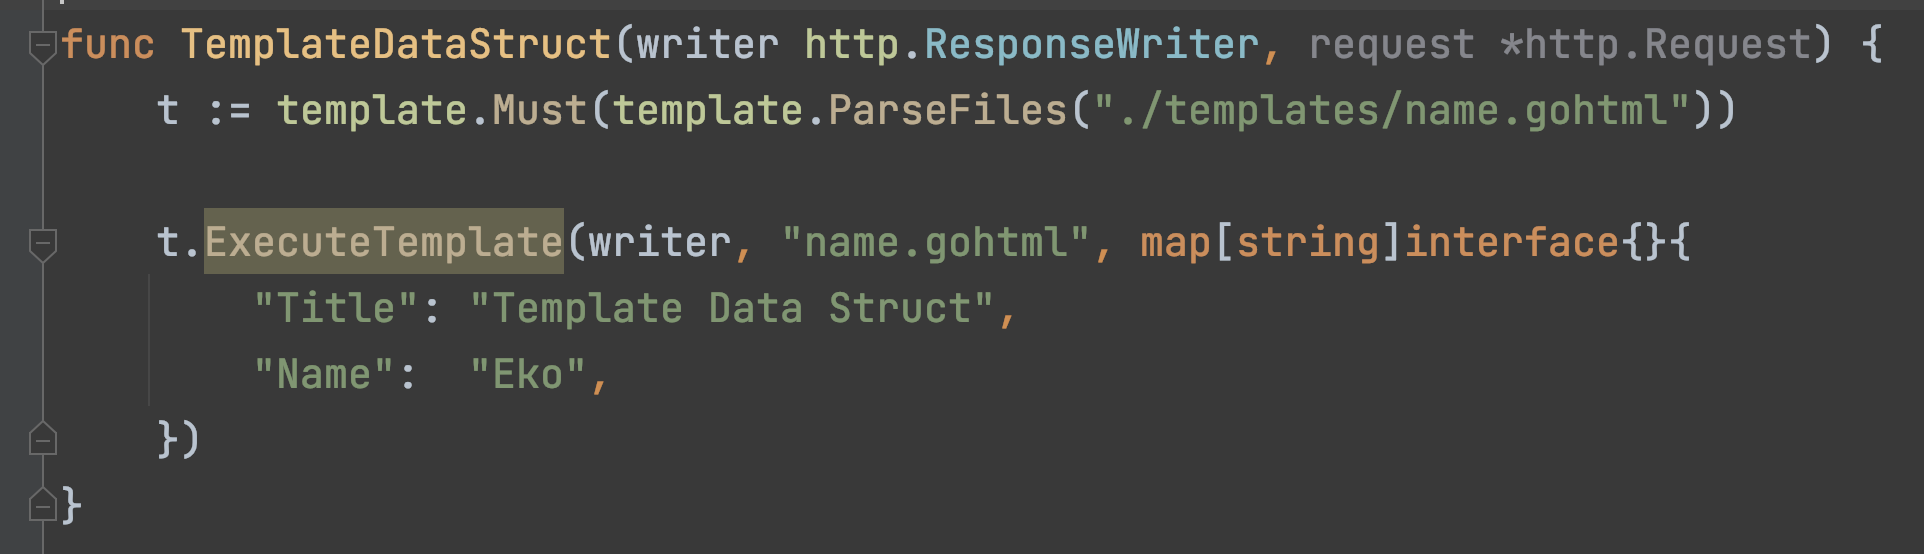 func TemplateDataStruct(writer http.ResponseWriter, request *http.Request) {
    t := template.Must(template.ParseFiles("./templates/name.gohtml"))

    t.ExecuteTemplate(writer, "name.gohtml", map[string]interface{}{
        "Title": "Template Data Struct",
        "Name":  "Eko",
    })
}